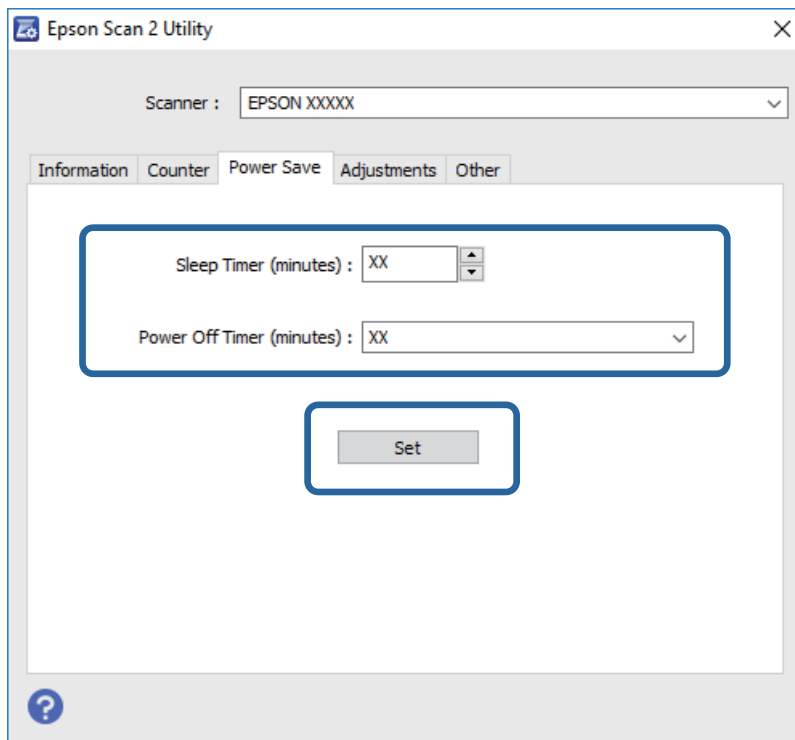 Epson Scan 2 Utility
Scanner : EPSON XXXXX
Information Counter Power Save Adjustments Other
Sleep Timer (minutes) : XX
Power Off Timer (minutes) : XX
Set
?